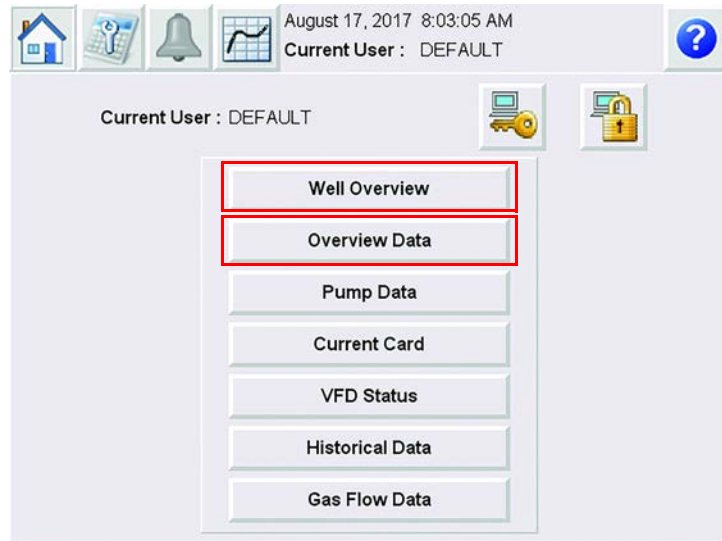 August 17, 2017 8:03:05 AM
Current User : DEFAULT
?
Current User : DEFAULT
Well Overview
Overview Data
Pump Data
Current Card
VFD Status
Historical Data
Gas Flow Data